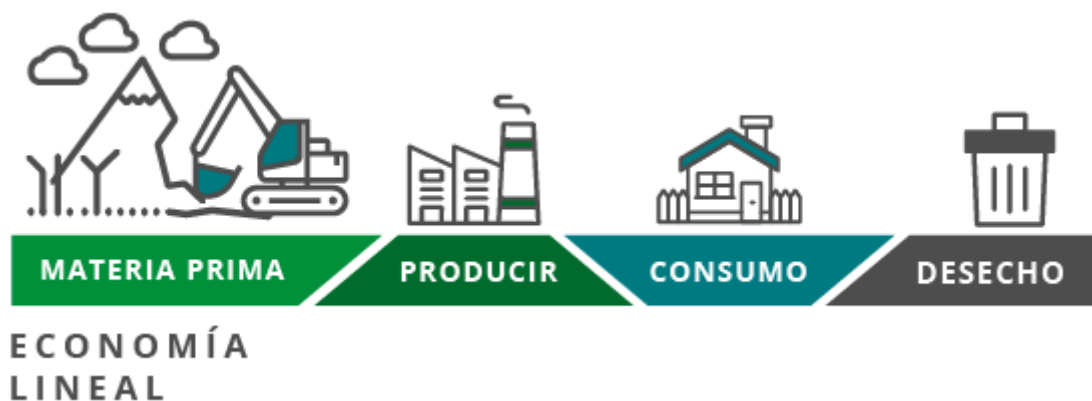 MATERIA PRIMA PRODUCIR CONSUMO DESECHO
ECONOMÍA
LINEAL